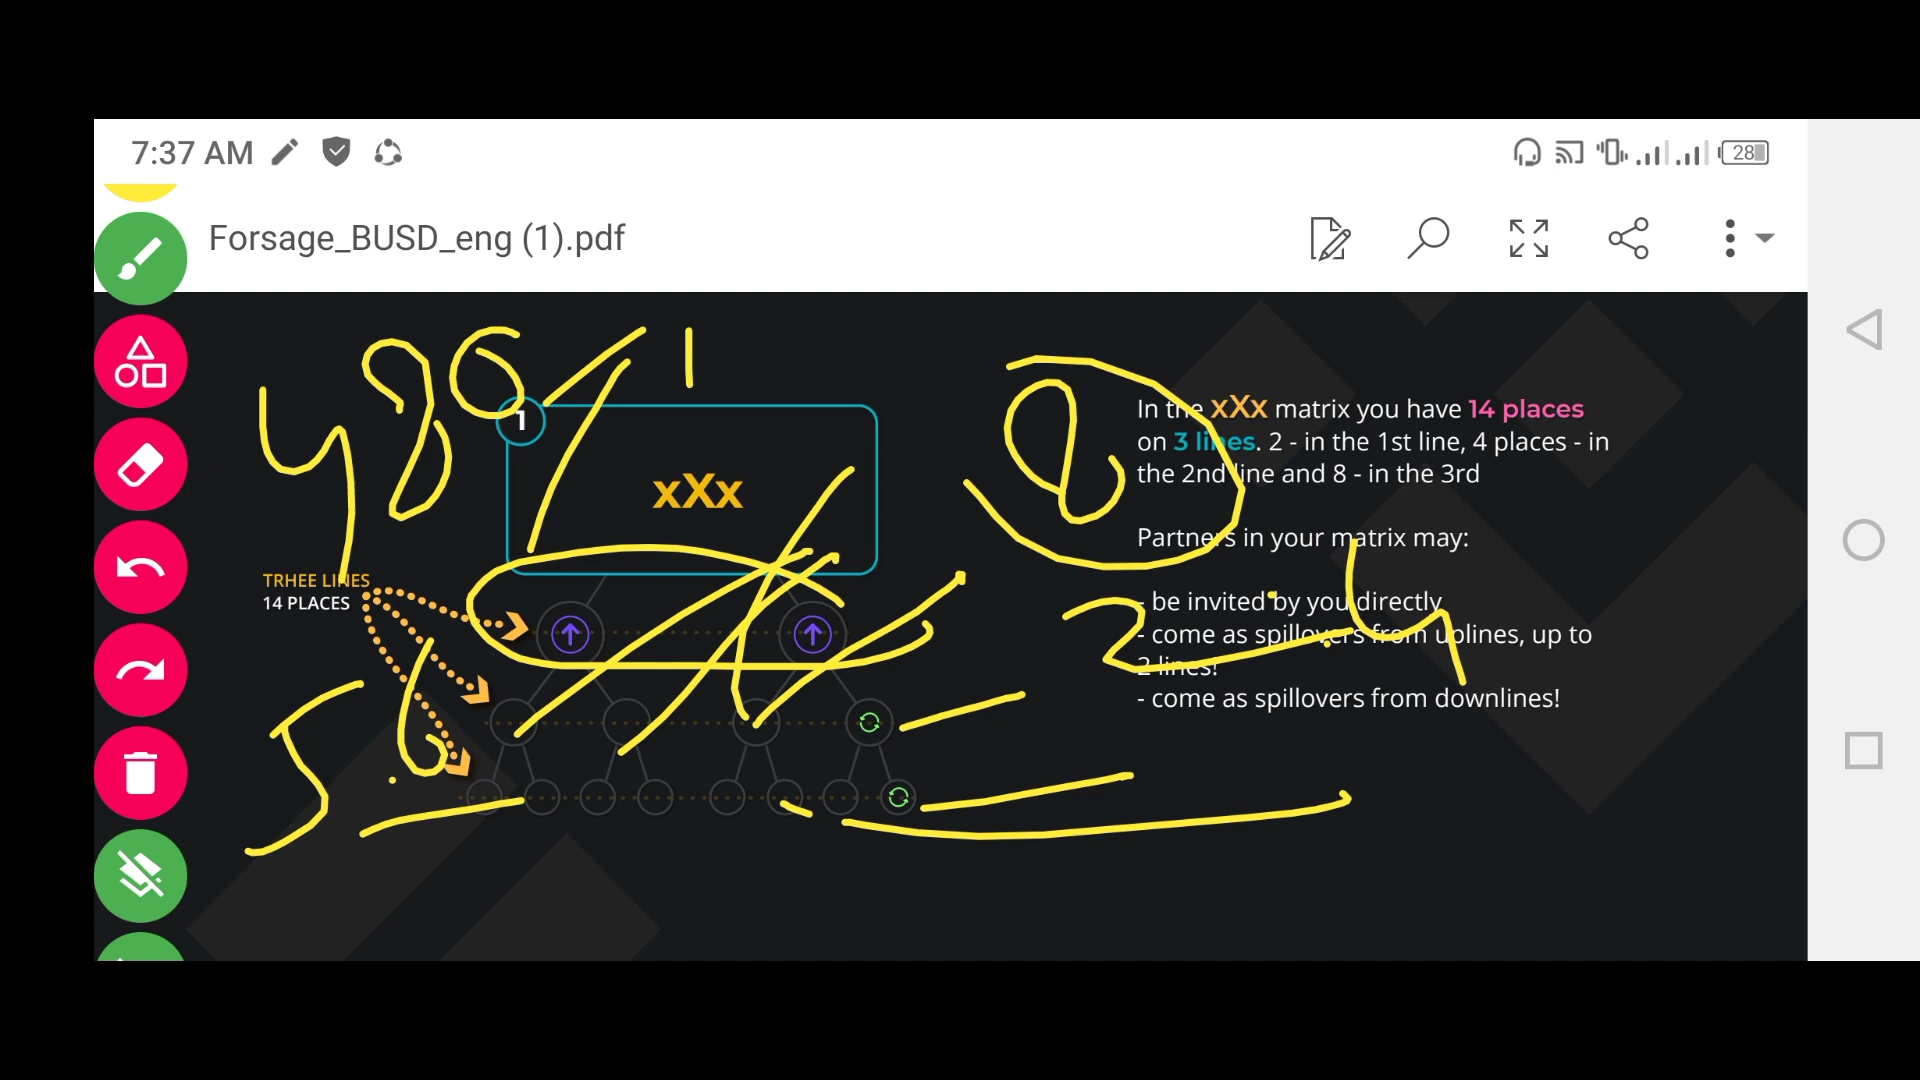 7:37 AM
28
Forsage_BUSD_eng (1).pdf
480 1
1
xXx
TRHEE LINES
14 PLACES
In the xXx matrix you have 14 places
on 3 lines. 2 - in the 1st line, 4 places - in
the 2nd line and 8 - in the 3rd
Partners in your matrix may:
- be invited by you directly
- come as spillovers from uplines, up to
2 lines!
- come as spillovers from downlines!